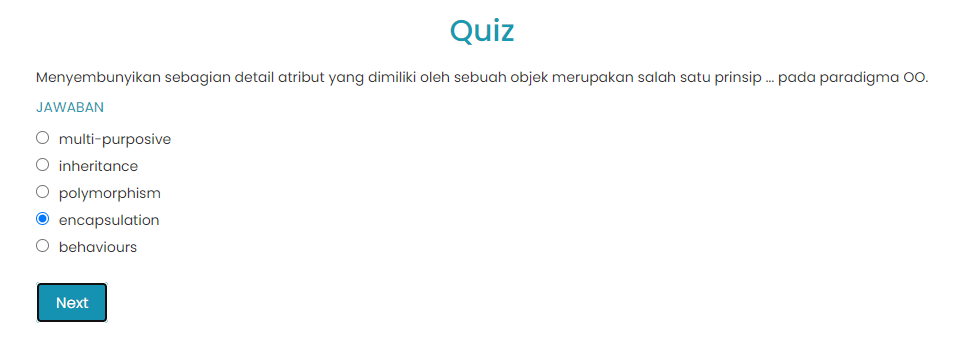 Quiz
Menyembunyikan sebagian detail atribut yang dimiliki oleh sebuah objek merupakan salah satu prinsip ... pada paradigma OO.
JAWABAN
multi-purposive
inheritance
polymorphism
encapsulation
behaviours
Next